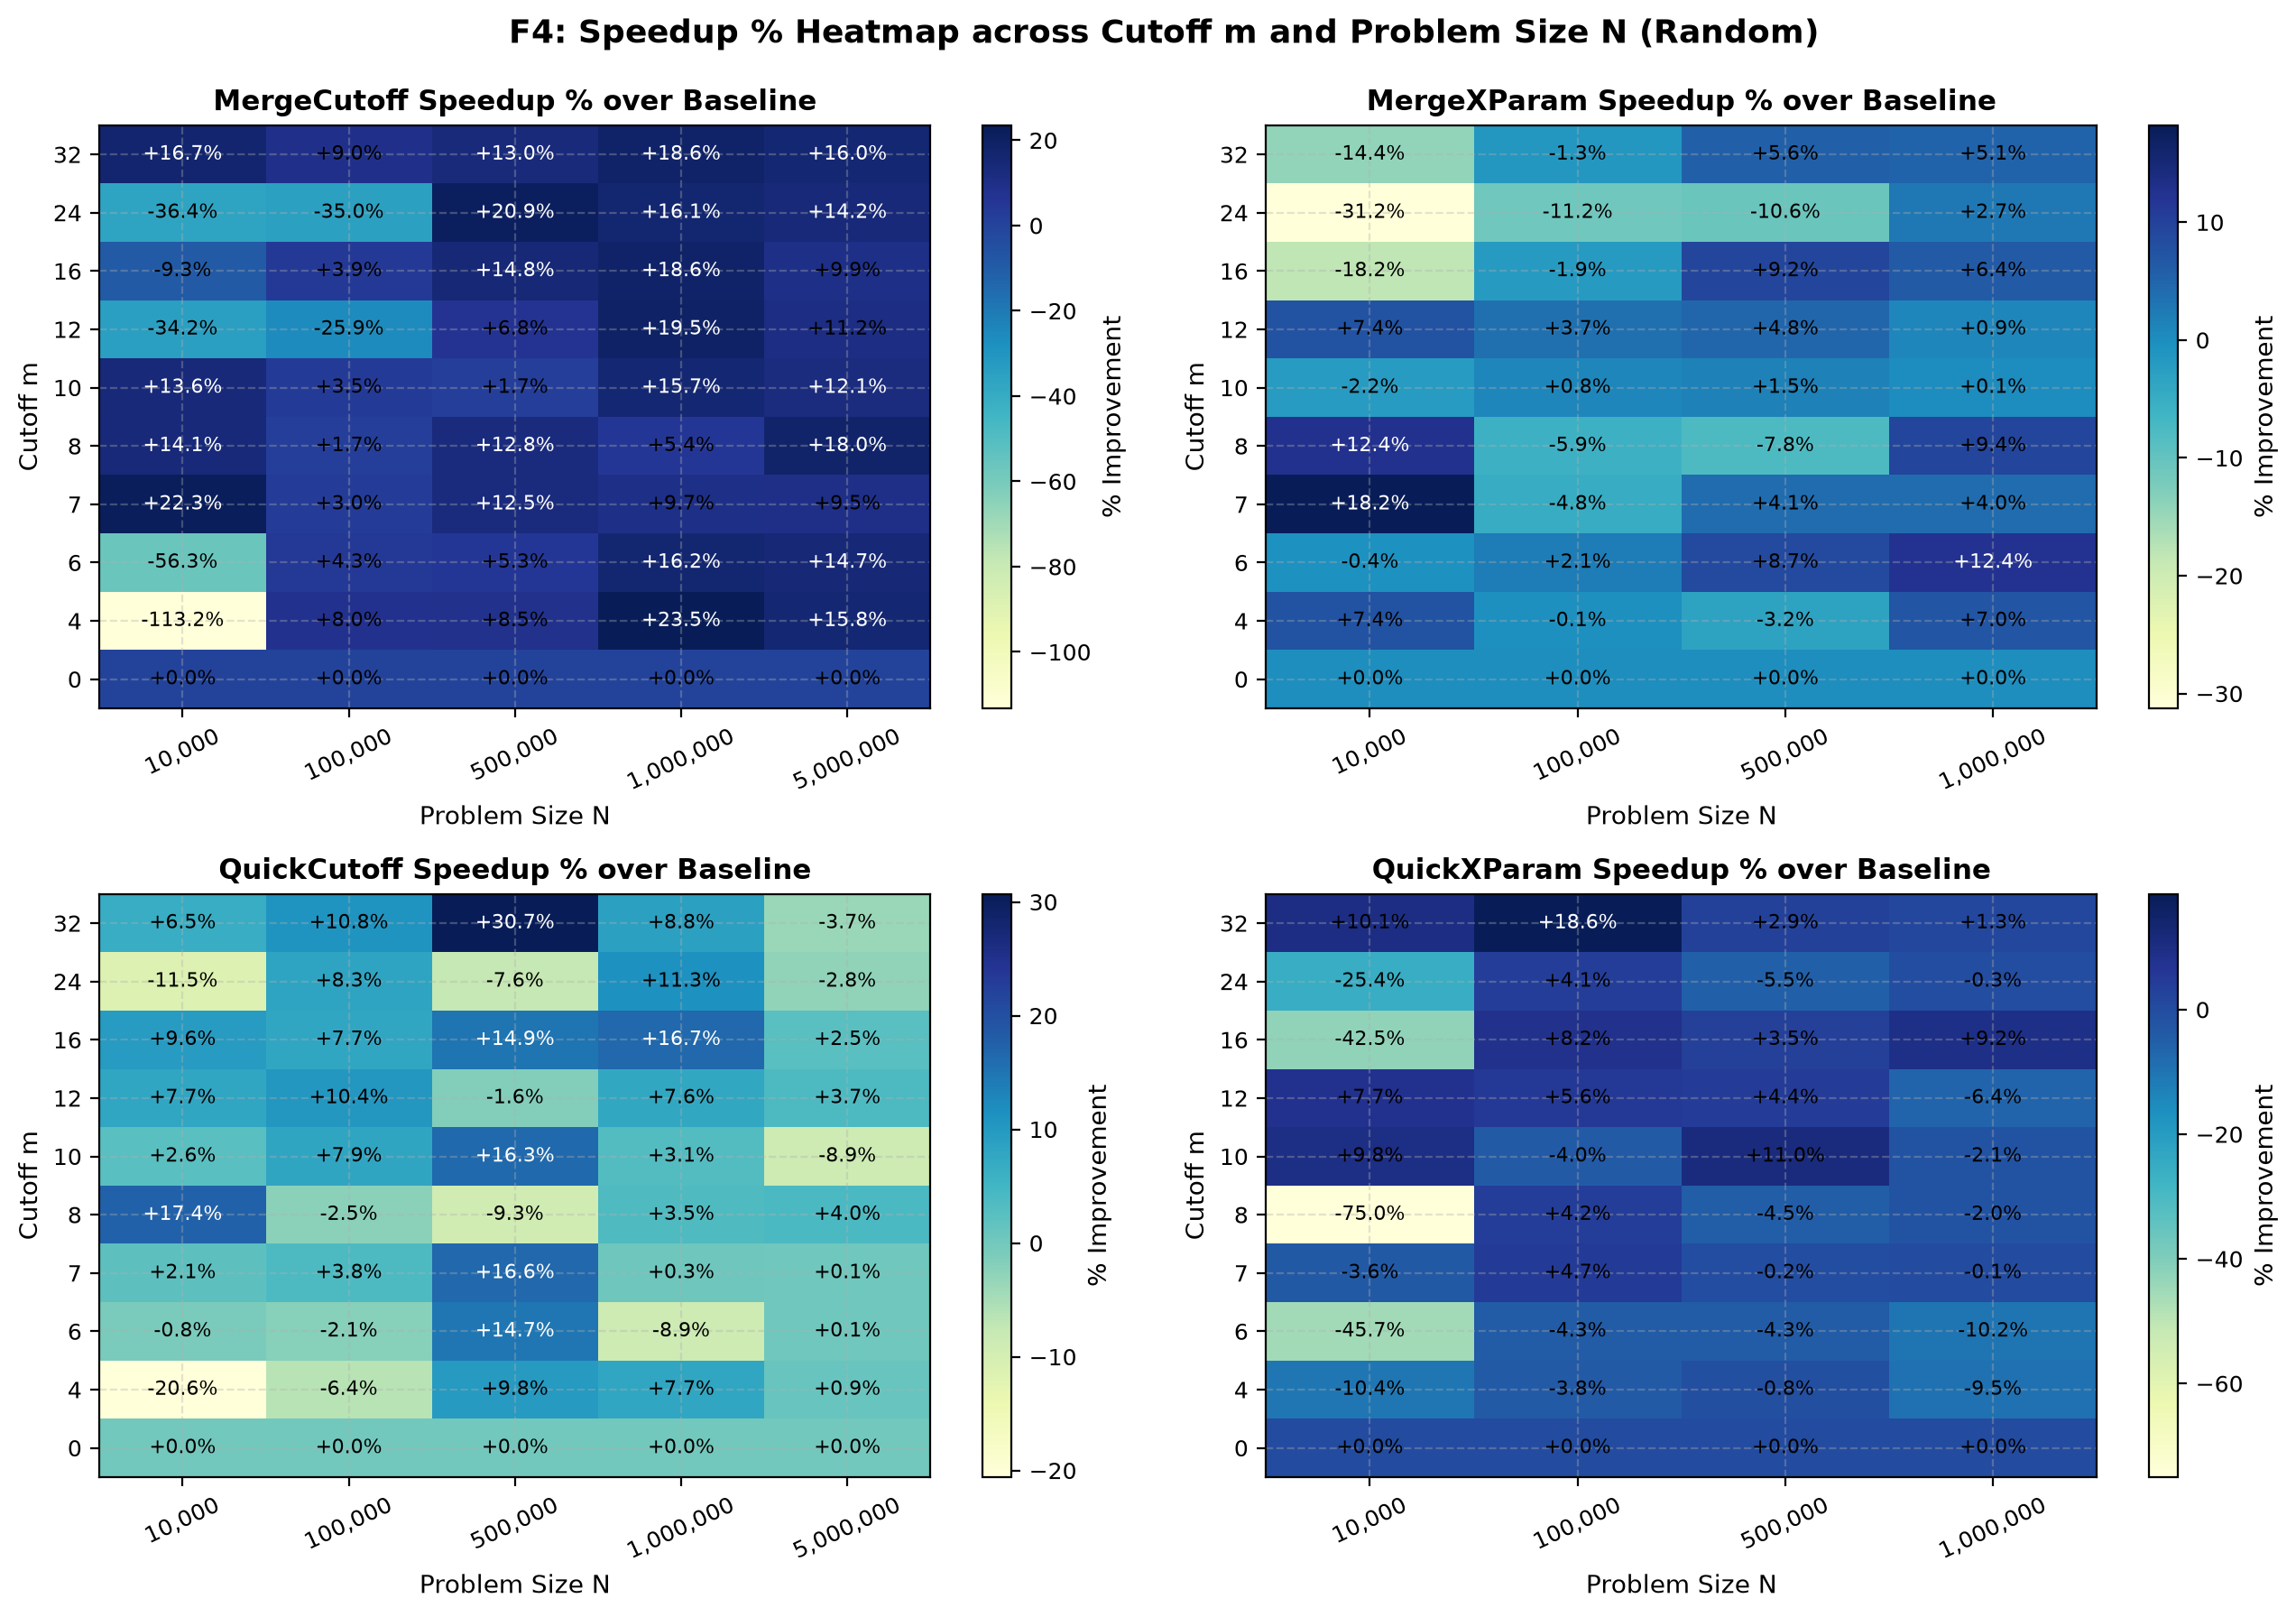 F4: Speedup % Heatmap across Cutoff m and Problem Size N (Random)
MergeCutoff Speedup % over Baseline
Cutoff m
32 +16.7% +9.0% +13.0% +18.6% +16.0%
24 -36.4% -35.0% +20.9% +16.1% +14.2%
16 -9.3% +3.9% +14.8% +18.6% +9.9%
12 -34.2% -25.9% +6.8% +19.5% +11.2%
10 +13.6% +3.5% +1.7% +15.7% +12.1%
8 +14.1% +1.7% +12.8% +5.4% +18.0%
7 +22.3% +3.0% +12.5% +9.7% +9.5%
6 -56.3% +4.3% +5.3% +16.2% +14.7%
4 -113.2% +8.0% +8.5% +23.5% +15.8%
0 +0.0% +0.0% +0.0% +0.0% +0.0%
10,000 100,000 500,000 1,000,000 5,000,000
Problem Size N
20
0
−20
−40
−60
−80
−100
% Improvement
MergeXParam Speedup % over Baseline
Cutoff m
32 -14.4% -1.3% +5.6% +5.1%
24 -31.2% -11.2% -10.6% +2.7%
16 -18.2% -1.9% +9.2% +6.4%
12 +7.4% +3.7% +4.8% +0.9%
10 -2.2% +0.8% +1.5% +0.1%
8 +12.4% -5.9% -7.8% +9.4%
7 +18.2% -4.8% +4.1% +4.0%
6 -0.4% +2.1% +8.7% +12.4%
4 +7.4% -0.1% -3.2% +7.0%
0 +0.0% +0.0% +0.0% +0.0%
10,000 100,000 500,000 1,000,000
Problem Size N
10
0
−10
−20
−30
% Improvement
QuickCutoff Speedup % over Baseline
Cutoff m
32 +6.5% +10.8% +30.7% +8.8% -3.7%
24 -11.5% +8.3% -7.6% +11.3% -2.8%
16 +9.6% +7.7% +14.9% +16.7% +2.5%
12 +7.7% +10.4% -1.6% +7.6% +3.7%
10 +2.6% +7.9% +16.3% +3.1% -8.9%
8 +17.4% -2.5% -9.3% +3.5% +4.0%
7 +2.1% +3.8% +16.6% +0.3% +0.1%
6 -0.8% -2.1% +14.7% -8.9% +0.1%
4 -20.6% -6.4% +9.8% +7.7% +0.9%
0 +0.0% +0.0% +0.0% +0.0% +0.0%
10,000 100,000 500,000 1,000,000 5,000,000
Problem Size N
30
20
10
0
−10
−20
% Improvement
QuickXParam Speedup % over Baseline
Cutoff m
32 +10.1% +18.6% +2.9% +1.3%
24 -25.4% +4.1% -5.5% -0.3%
16 -42.5% +8.2% +3.5% +9.2%
12 +7.7% +5.6% +4.4% -6.4%
10 +9.8% -4.0% +11.0% -2.1%
8 -75.0% +4.2% -4.5% -2.0%
7 -3.6% +4.7% -0.2% -0.1%
6 -45.7% -4.3% -4.3% -10.2%
4 -10.4% -3.8% -0.8% -9.5%
0 +0.0% +0.0% +0.0% +0.0%
10,000 100,000 500,000 1,000,000
Problem Size N
0
−20
−40
−60
% Improvement